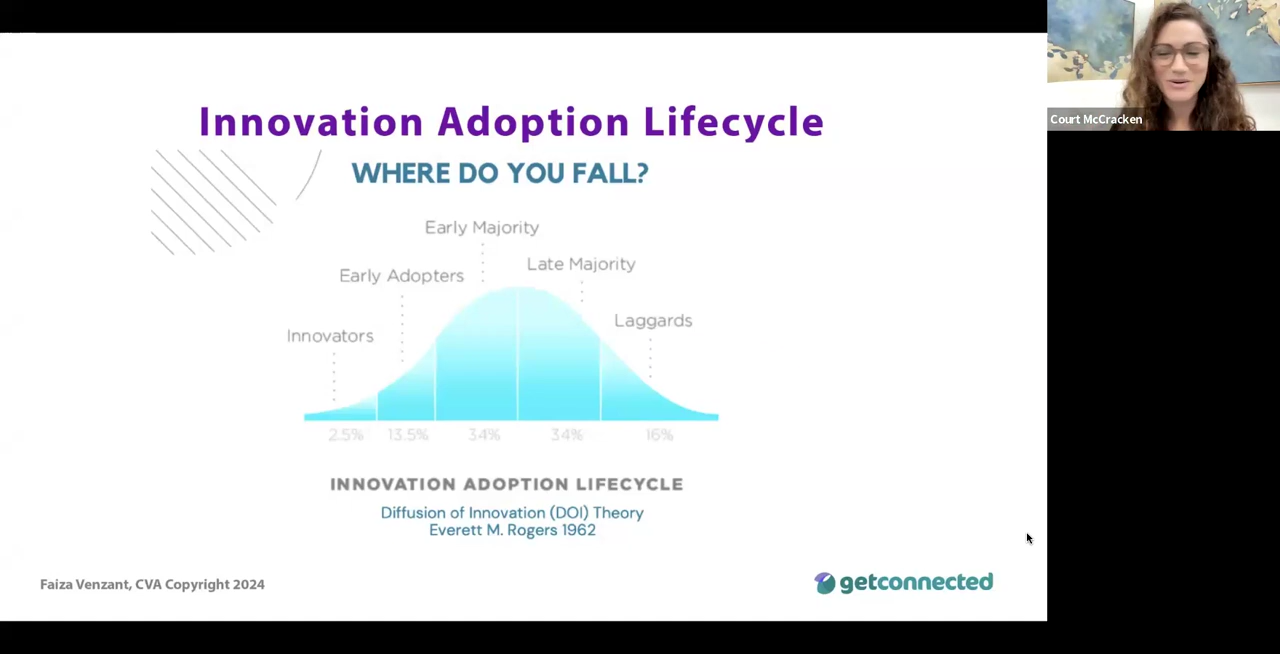 Court McCracken
Innovation Adoption Lifecycle
WHERE DO YOU FALL?
Early Majority
Late Majority
Early Adopters
Laggards
Innovators
2.5% 13.5% 34% 34% 16%
INNOVATION ADOPTION LIFECYCLE
Diffusion of Innovation (DOI) Theory
Everett M. Rogers 1962
Faiza Venzant, CVA Copyright 2024
getconnected